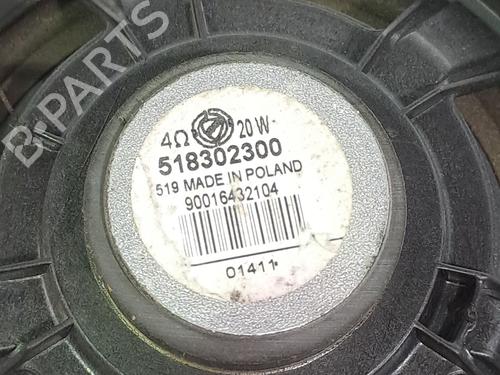 B-PARTS
4Ω 20W
518302300
519 MADE IN POLAND
90016432104
01411